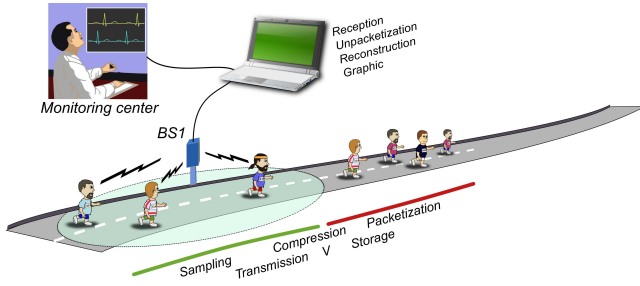 Reception
Unpacketization
Reconstruction
Graphic
Monitoring center
BS1
Sampling Compression Packetization
Transmission V Storage